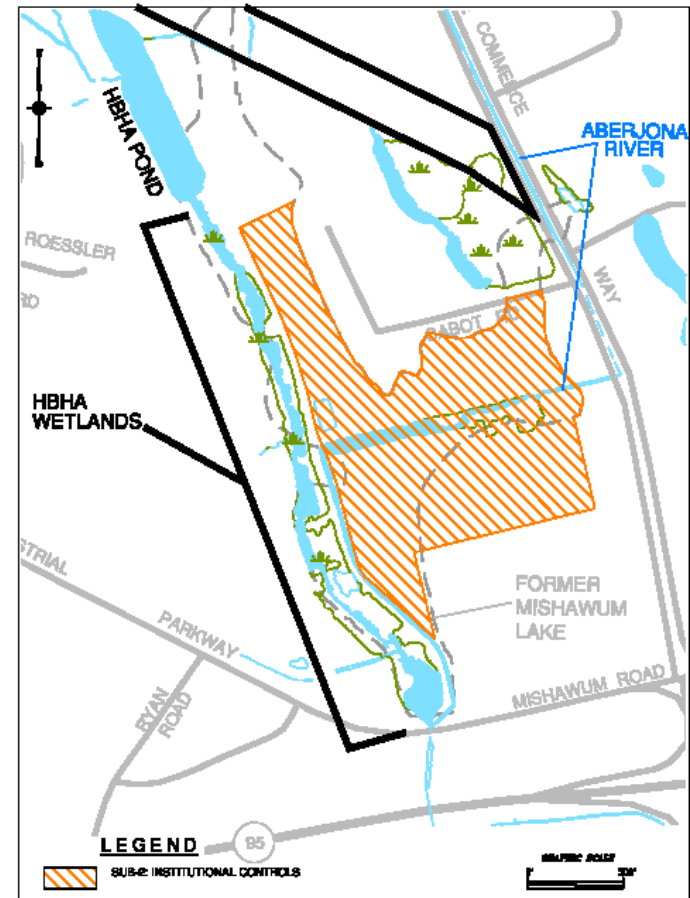 COMMERCE
WAY
ABERJONA
RIVER
HBHA POND
ROESSLER
RD
CABOT RD
HBHA
WETLANDS
STRIAL
PARKWAY
RYAN
ROAD
FORMER
MISHAWUM
LAKE
MISHAWUM ROAD
95
LEGEND
SUB-2: INSTITUTIONAL CONTROLS
GRAPHIC SCALE